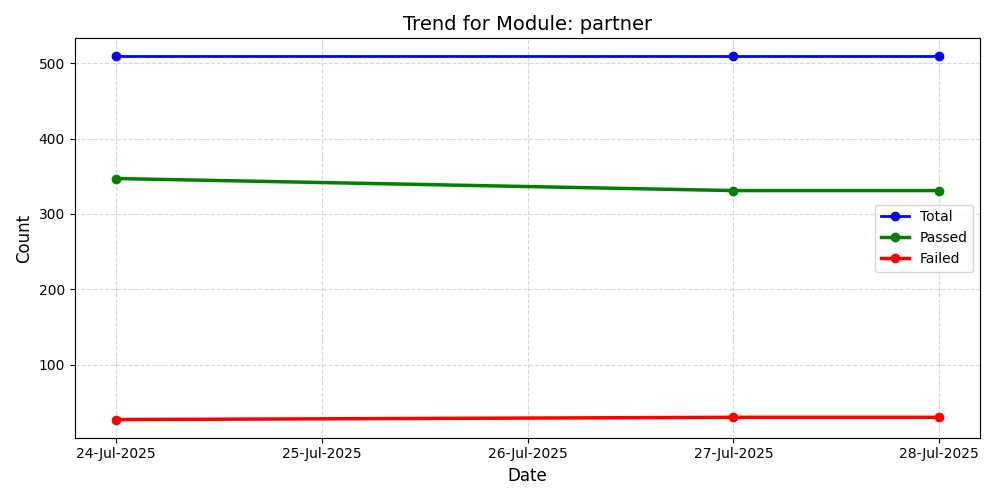 Trend for Module: partner
500
400
300
200
100
Count
Total
Passed
Failed
24-Jul-2025
25-Jul-2025
26-Jul-2025
27-Jul-2025
28-Jul-2025
Date